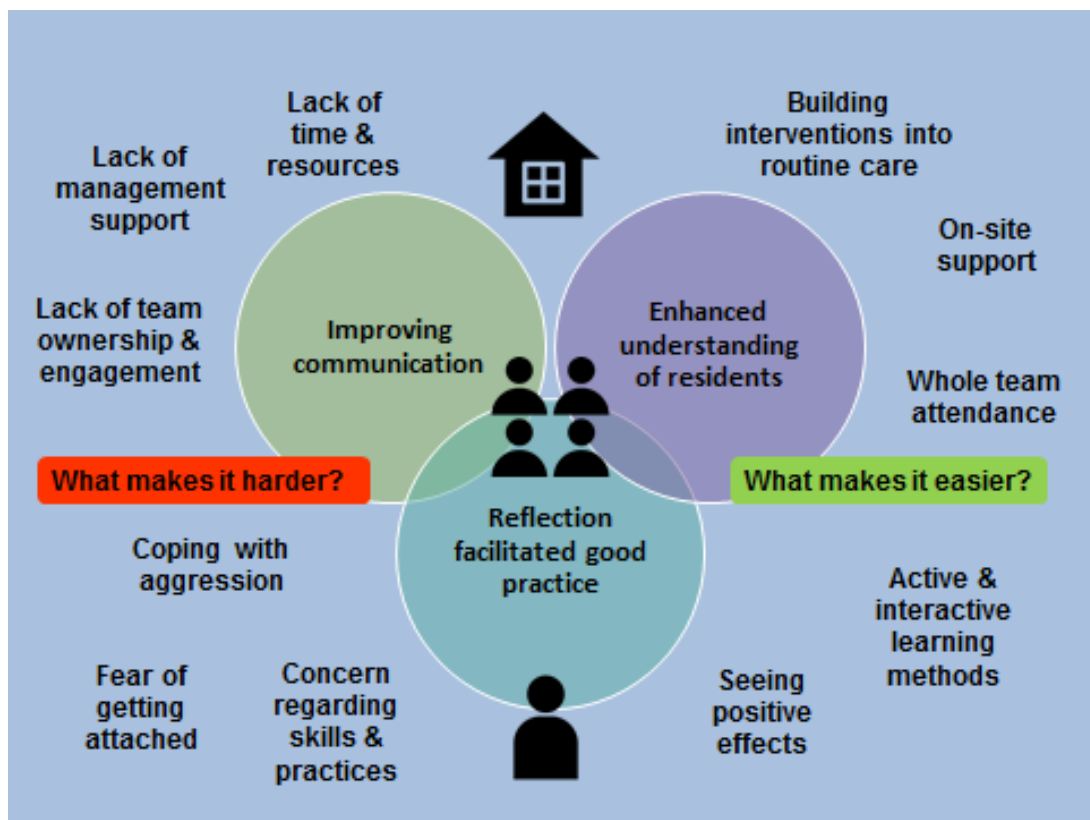 Lack of
time &
resources
Building
interventions into
routine care
Lack of
management
support
On-site
support
Lack of team
ownership &
engagement
Improving
communication
Enhanced
understanding
of residents
Whole team
attendance
What makes it harder?
What makes it easier?
Reflection
facilitated good
practice
Coping with
aggression
Active &
interactive
learning
methods
Fear of
getting
attached
Concern
regarding
skills &
practices
Seeing
positive
effects